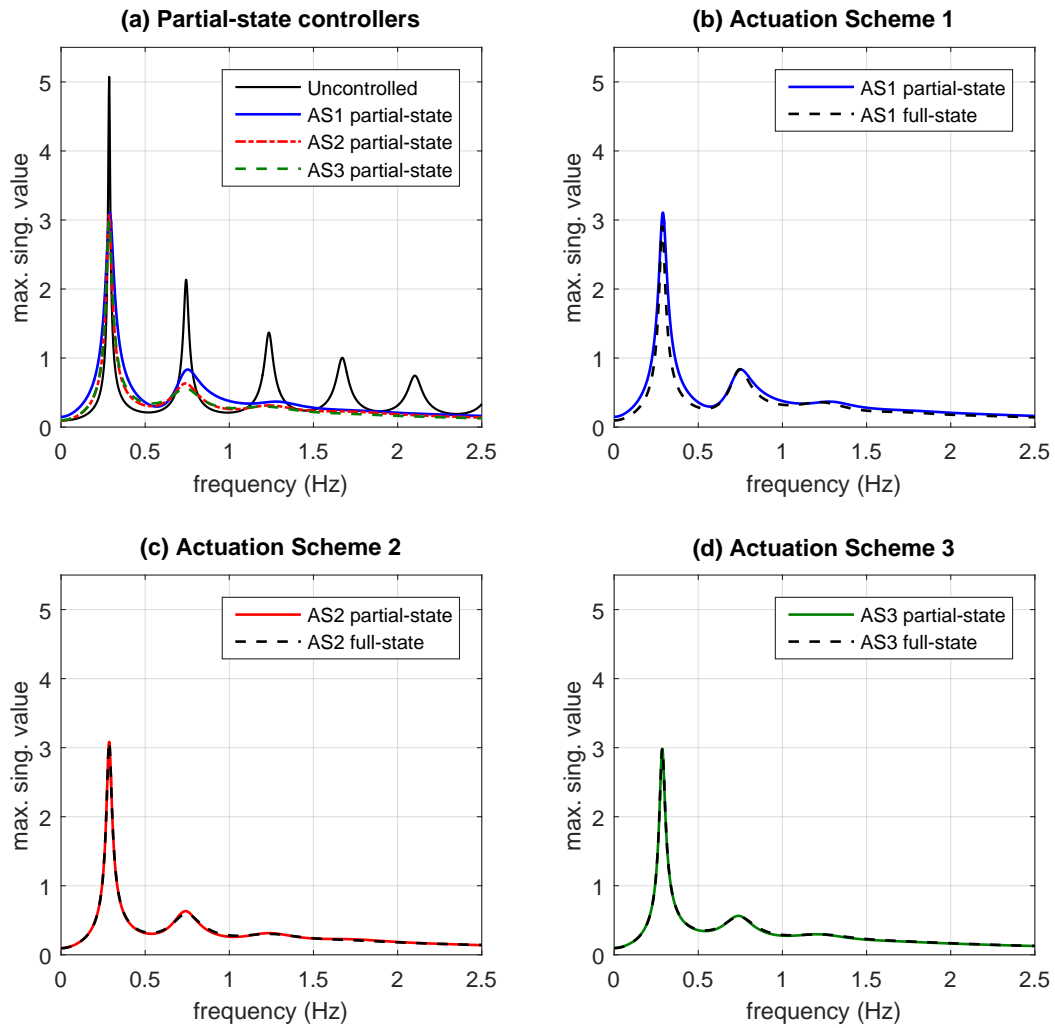 (a) Partial-state controllers
max. sing. value
5
4
3
2
1
0
Uncontrolled
AS1 partial-state
AS2 partial-state
AS3 partial-state
0 0.5 1 1.5 2 2.5
frequency (Hz)
(b) Actuation Scheme 1
max. sing. value
5
4
3
2
1
0
AS1 partial-state
AS1 full-state
0 0.5 1 1.5 2 2.5
frequency (Hz)
(c) Actuation Scheme 2
max. sing. value
5
4
3
2
1
0
AS2 partial-state
AS2 full-state
0 0.5 1 1.5 2 2.5
frequency (Hz)
(d) Actuation Scheme 3
max. sing. value
5
4
3
2
1
0
AS3 partial-state
AS3 full-state
0 0.5 1 1.5 2 2.5
frequency (Hz)